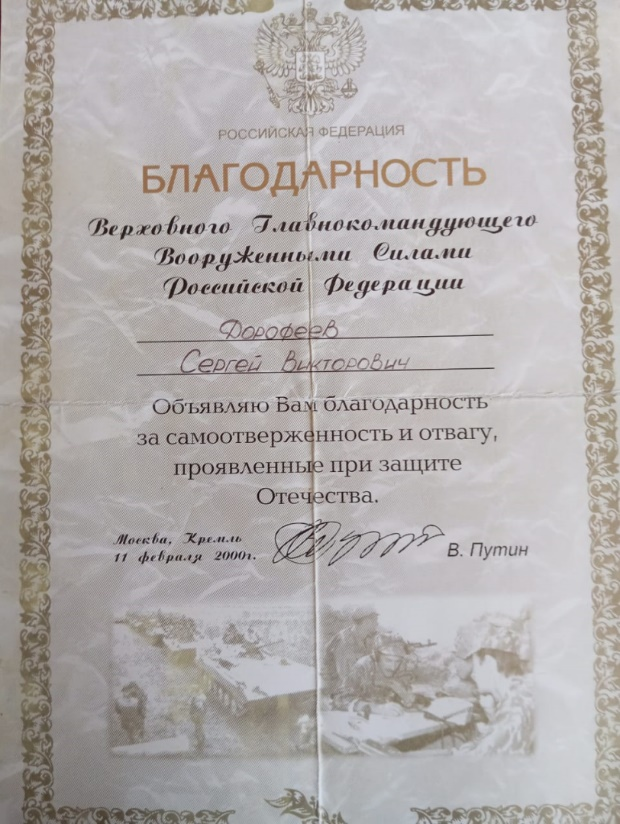 РОССИЙСКАЯ ФЕДЕРАЦИЯ
БЛАГОДАРНОСТЬ
Верховного Главнокомандующего
Вооруженными Силами
Российской Федерации
Дорофеев
Сергей Викторович
Объявляю Вам благодарность
за самоотверженность и отвагу,
проявленные при защите
Отечества.
Москва, Кремль
11 февраля 2000г.
В. Путин